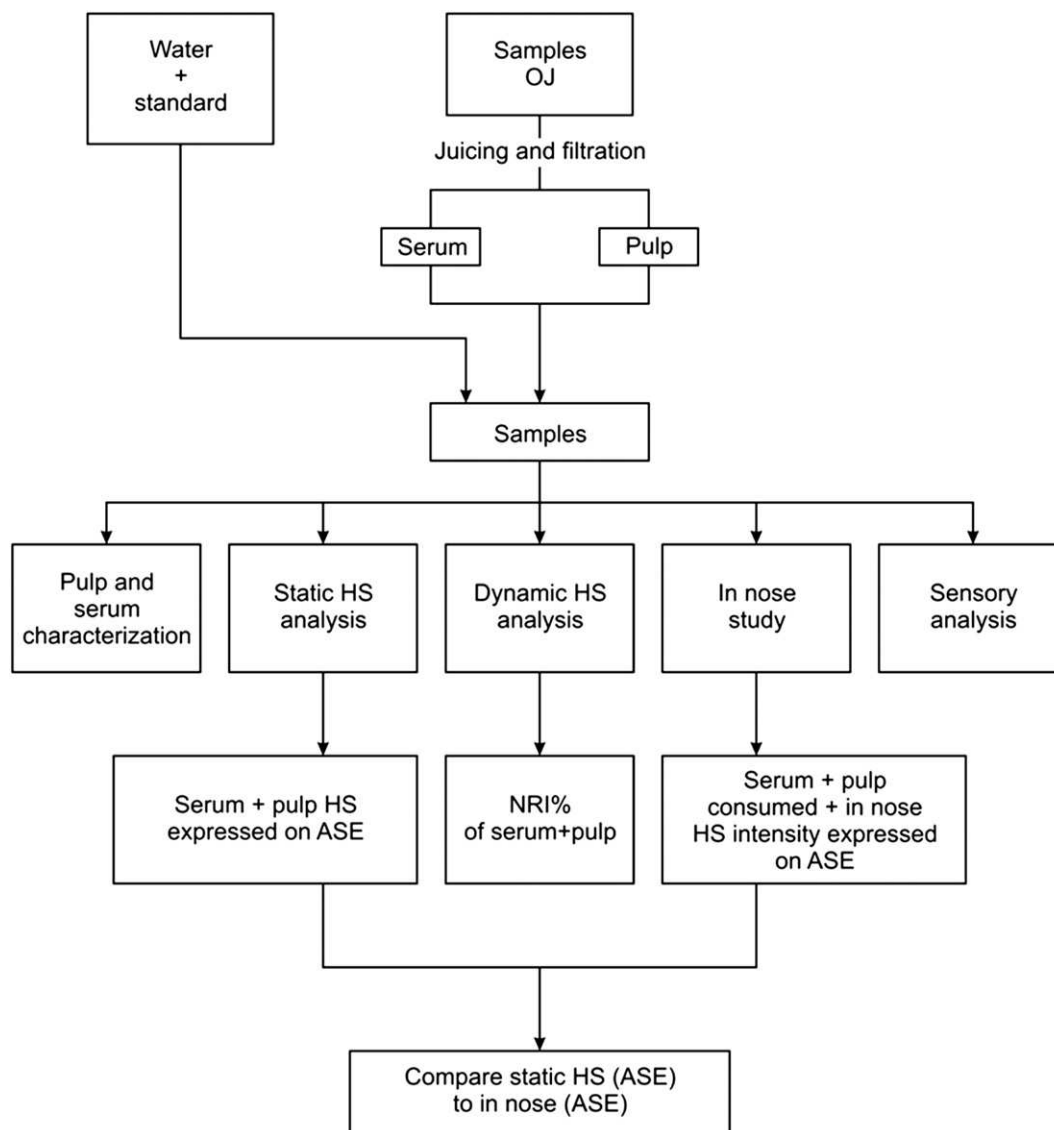 Water
+
standard
Samples
OJ
Juicing and filtration
Serum
Pulp
Samples
Pulp and
serum
characterization
Static HS
analysis
Dynamic HS
analysis
In nose
study
Sensory
analysis
Serum + pulp HS
expressed on ASE
NRI%
of serum+pulp
Serum + pulp
consumed + in nose
HS intensity expressed
on ASE
Compare static HS (ASE)
to in nose (ASE)